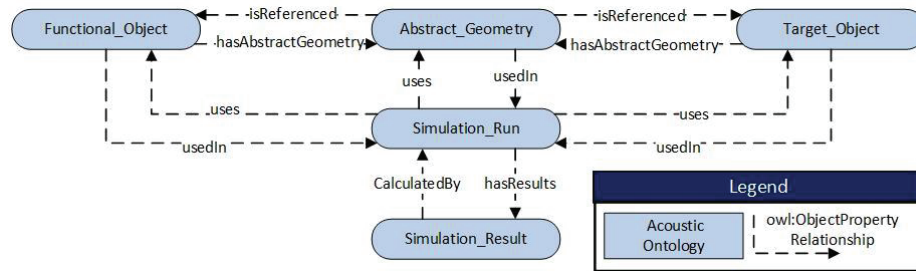 isReferenced
isReferenced
Functional_Object
Abstract_Geometry
Target_Object
hasAbstractGeometry
hasAbstractGeometry
uses
usedIn
uses
uses
Simulation_Run
usedIn
usedIn
CalculatedBy
hasResults
Simulation_Result
Legend
Acoustic
Ontology
owl:ObjectProperty
Relationship